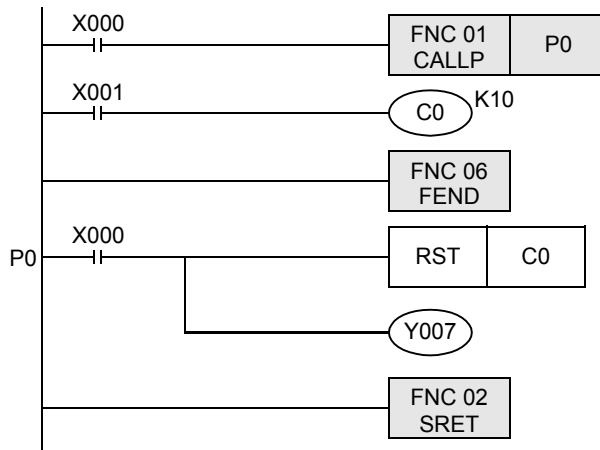 X000
FNC 01
CALLP
P0
X001
C0
K10
FNC 06
FEND
X000
P0
RST
C0
Y007
FNC 02
SRET